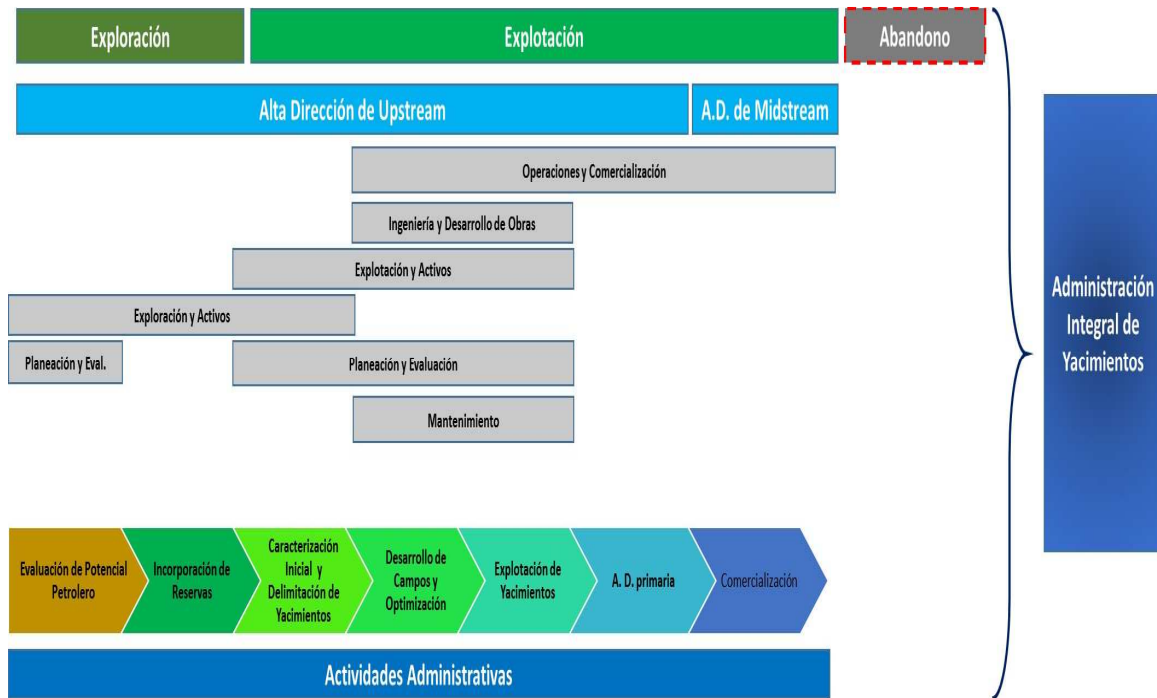 Exploración
Explotación
Abandono
Alta Dirección de Upstream
A.D. de Midstream
Operaciones y Comercialización
Ingeniería y Desarrollo de Obras
Explotación y Activos
Exploración y Activos
Planeación y Eval.
Planeación y Evaluación
Mantenimiento
Administración
Integral de
Yacimientos
Evaluación de Potencial
Petrolero
Incorporación de
Reservas
Caracterización
Inicial y
Delimitación de
Yacimientos
Desarrollo de
Campos y
Optimización
Explotación de
Yacimientos
A. D. primaria
Comercialización
Actividades Administrativas